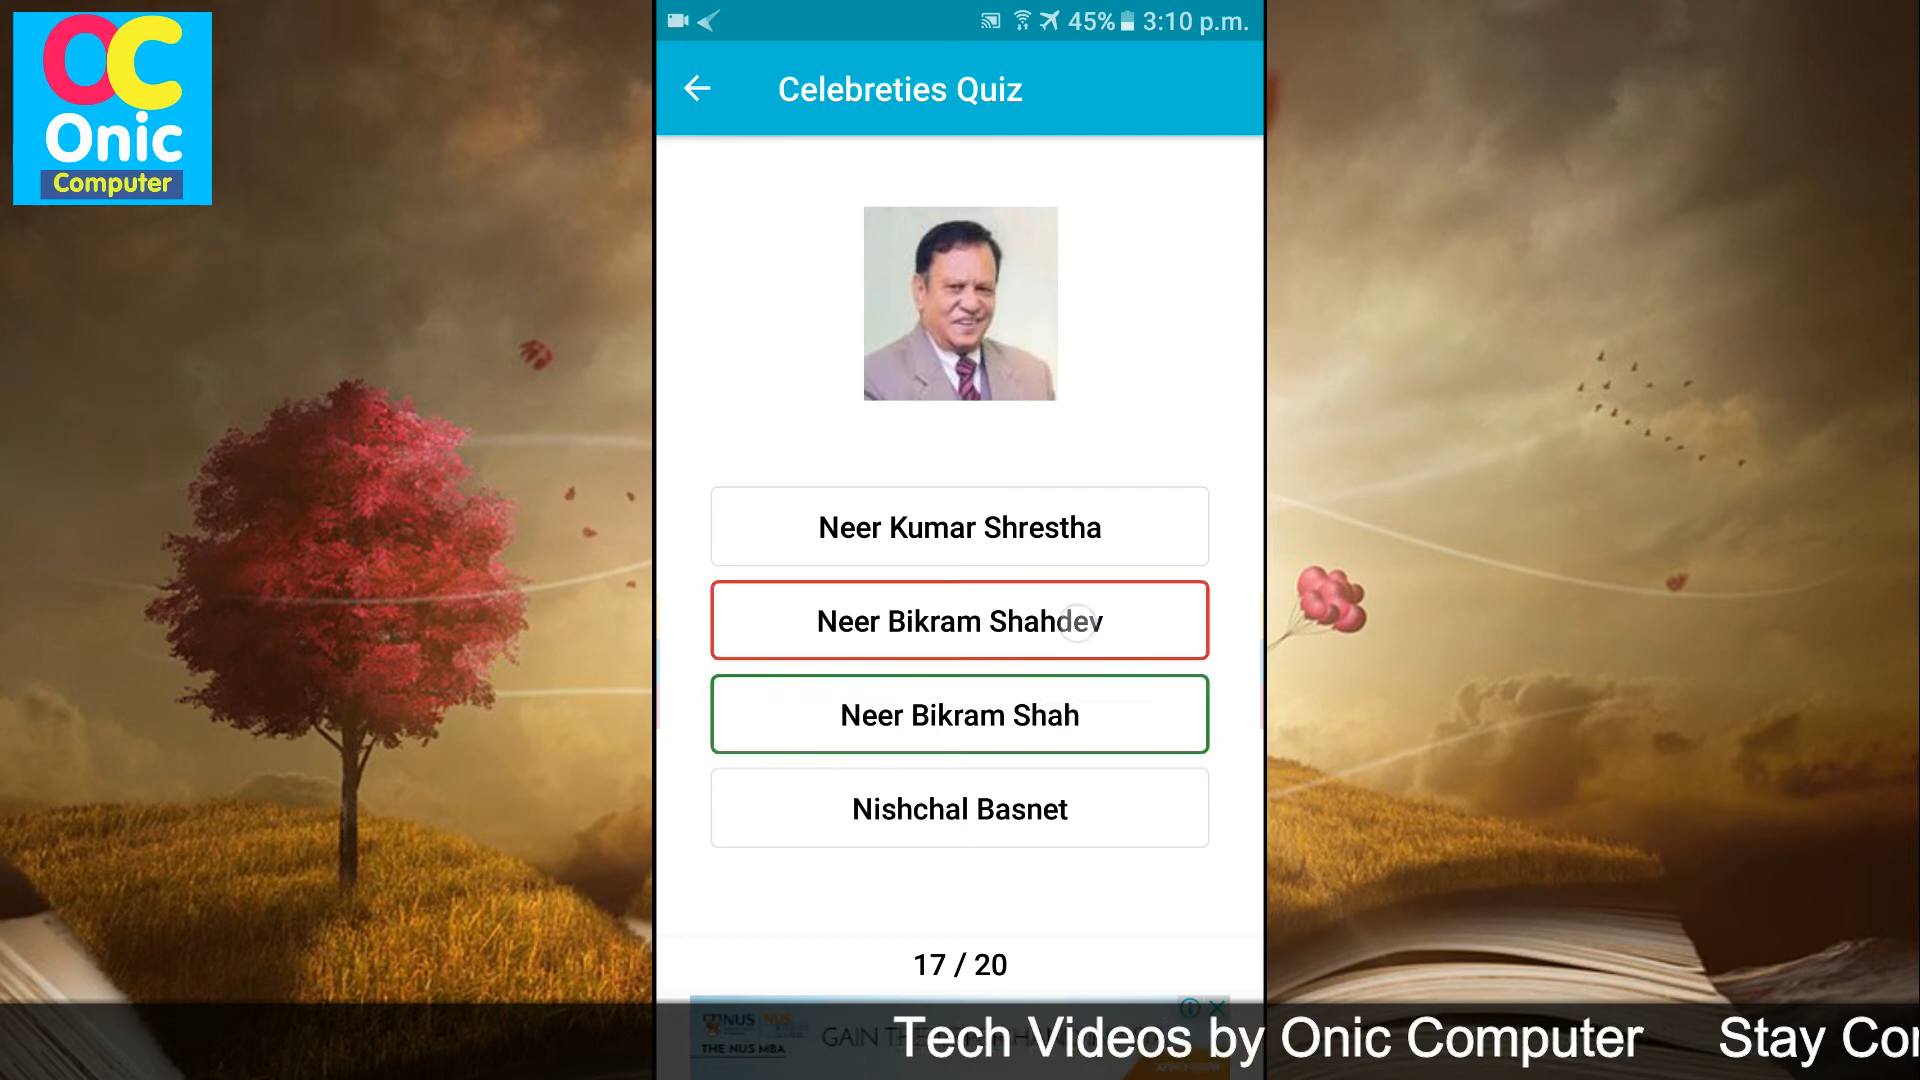 OC
Onic
Computer
45% 3:10 p.m.
Celebreties Quiz
Neer Kumar Shrestha
Neer Bikram Shahdev
Neer Bikram Shah
Nishchal Basnet
17 / 20
NUS
THE NUS MBA
GAIN
Tech Videos by Onic Computer
Stay Con